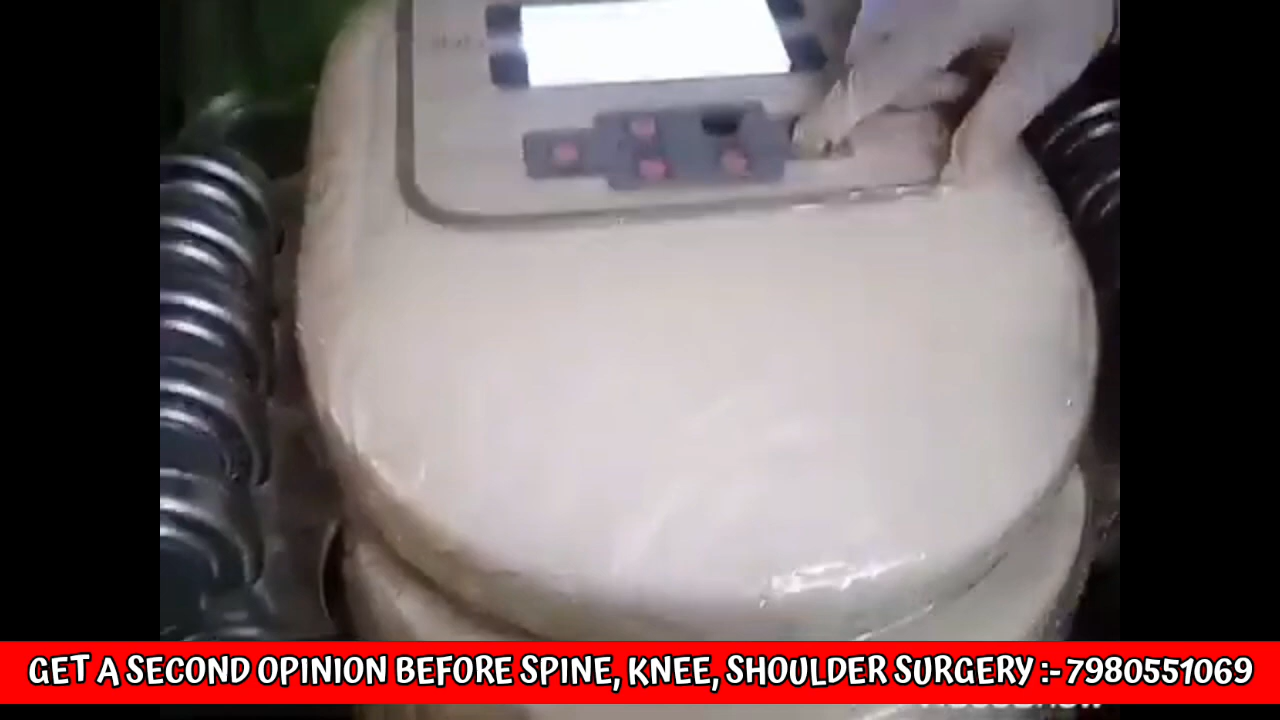 GET A SECOND OPINION BEFORE SPINE, KNEE, SHOULDER SURGERY :- 7980551069